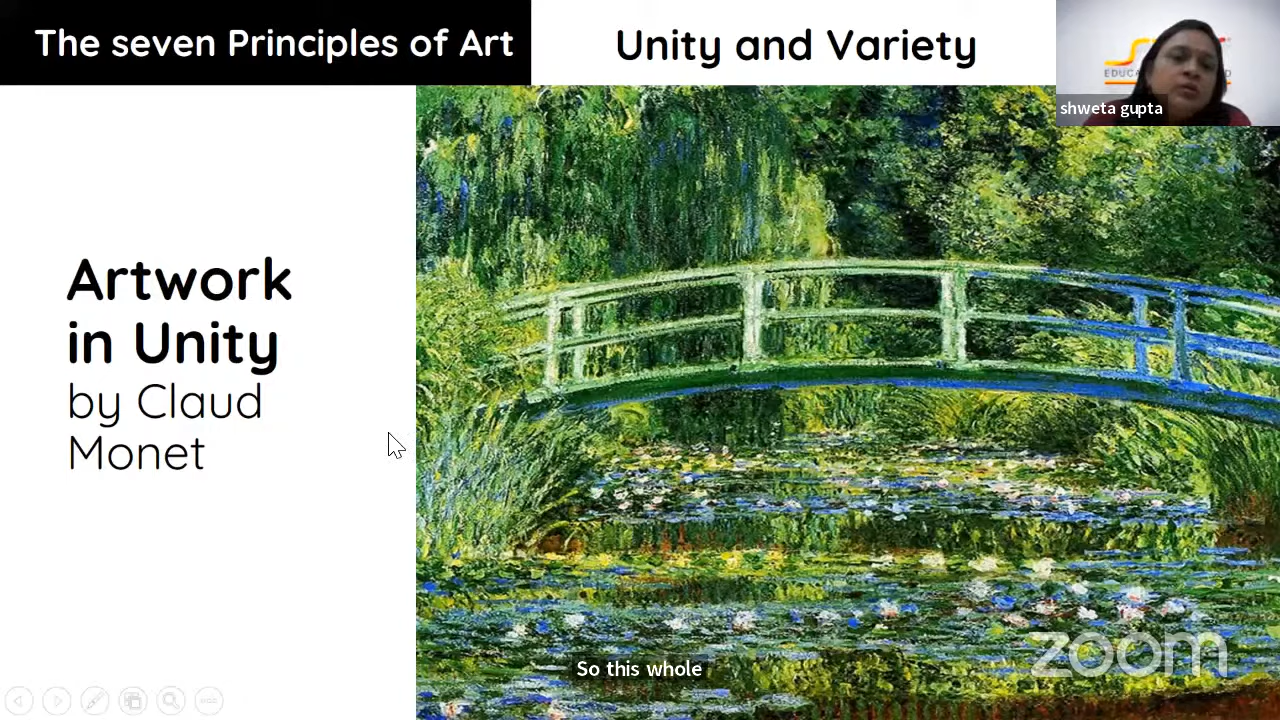 The seven Principles of Art
Unity and Variety
shweta gupta
Artwork
in Unity
by Claud
Monet
So this whole
zoom